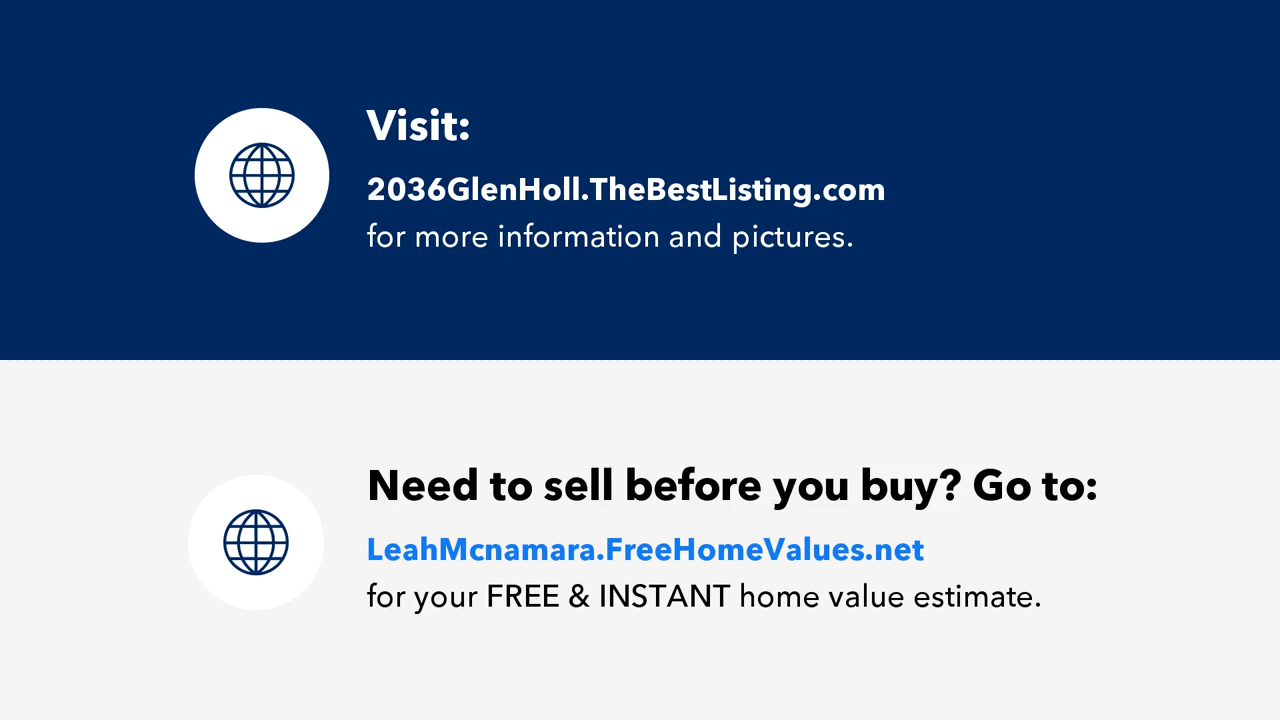 Visit:
2036GlenHoll.TheBestListing.com
for more information and pictures.
Need to sell before you buy? Go to:
LeahMcnamara.FreeHomeValues.net
for your FREE & INSTANT home value estimate.